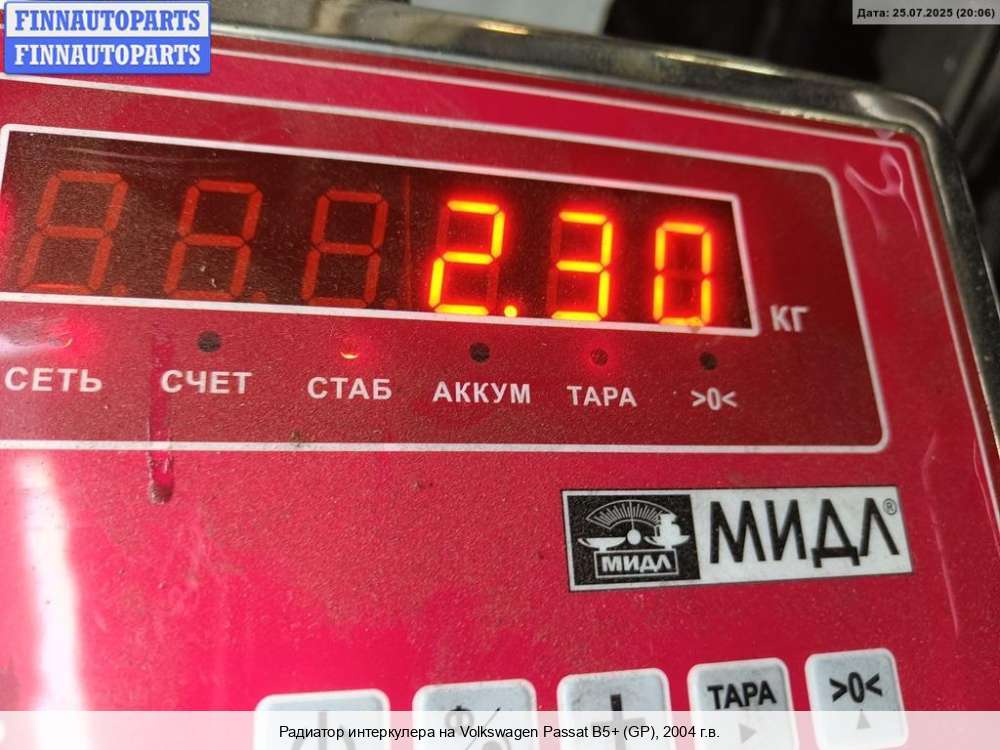 FINNAUTOPARTS
FINNAUTOPARTS
Дата: 25.07.2025 (20:06)
2.30
КГ
СЕТЬ СЧЕТ СТАБ АККУМ ТАРА >0<
МИДЛ МИДЛ®
ТАРА >0<
Радиатор интеркулера на Volkswagen Passat B5+ (GP), 2004 г.в.